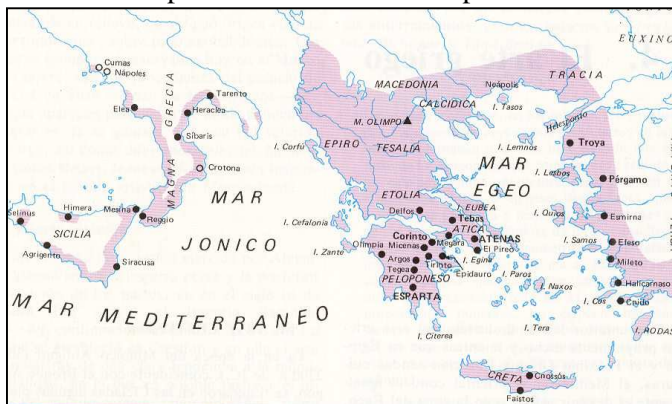 EUXINO
TRACIA
MACEDONIA
Neápolis
CALCIDICA
I. Tasos
Helesponto
M. OLIMPO
Troya
I. Lemnos
EPIRO
TESALIA
I. Corfú
MAR
EGEO
I. Lesbos
Pérgamo
ETOLIA
I. EUBEA
Delfos
Tebas
I. Quios
Esmirna
ATICA
I. Cefalonia
Corinto
Megara
ATENAS
El Pireo
I. Samos
Efeso
Olimpia
Micenas
I. Zante
Argos
Tirinto
I. Egina
Mileto
Tegea
Epidauro
I. Paros
PELOPONESO
I. Naxos
Halicarnaso
ESPARTA
I. Cos
Cnido
I. Citerea
I. Tera
I. RODAS
CRETA
Cnossós
Faistos
Cumas
Nápoles
Tarento
Elea
Heraclea
MAGNA GRECIA
Síbaris
Crotona
MAR
JONICO
Selinus
Himera
Mesina
Reggio
SICILIA
Agrigento
Siracusa
MAR MEDITERRANEO